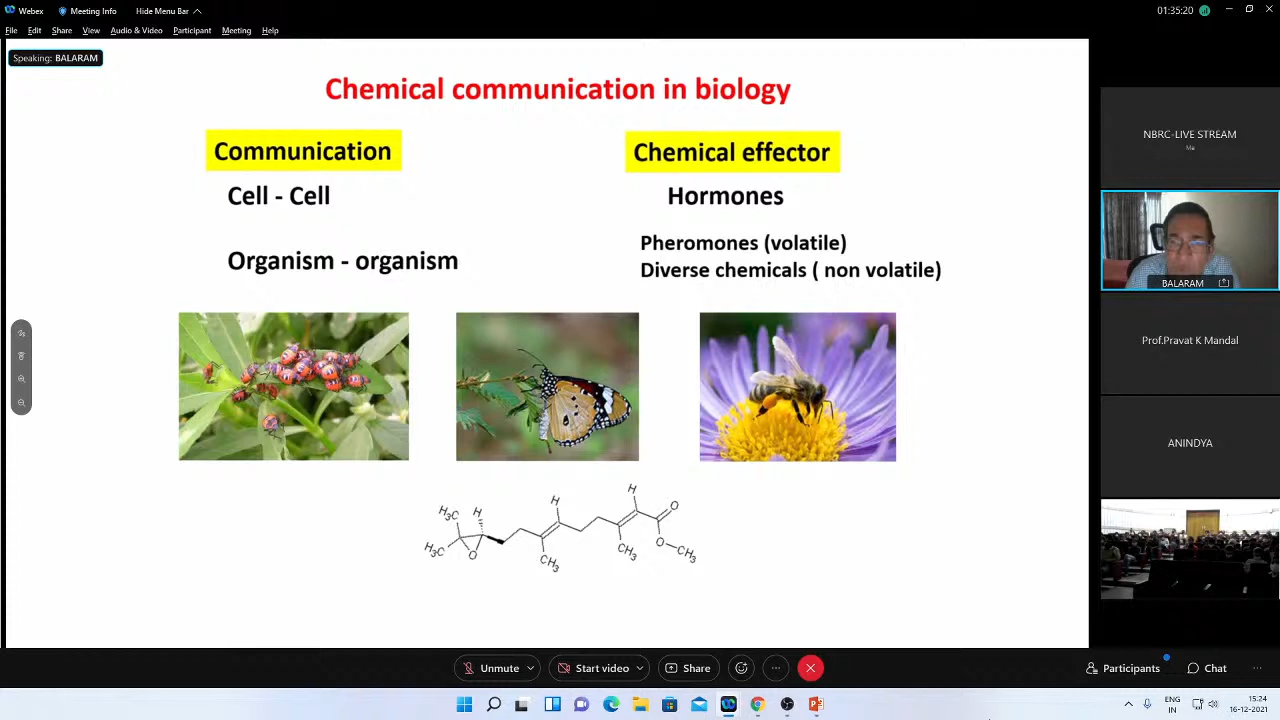 Webex
Meeting Info
Hide Menu Bar
01:35:20
File
Edit
Share
View
Audio & Video
Participant
Meeting
Help
Speaking: BALARAM
Chemical communication in biology
Communication
Chemical effector
Cell - Cell
Hormones
Organism - organism
Pheromones (volatile)
Diverse chemicals ( non volatile)
H3C
H
H3C
O
CH3
H
CH3
H
O
O
CH3
NBRC-LIVE STREAM
Me
BALARAM
Prof.Pravat K Mandal
ANINDYA
Unmute
Start video
Share
Participants
Chat
ENG
IN
15:24
16-12-2021